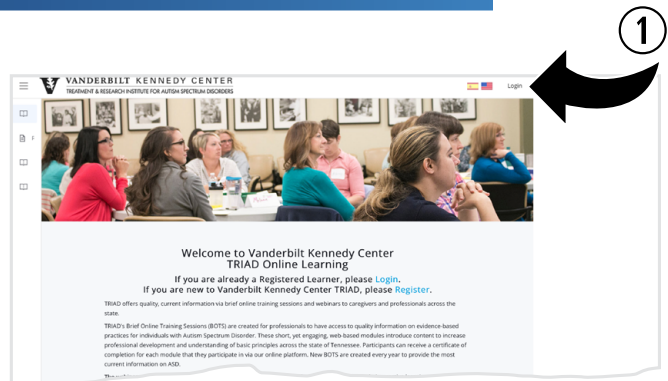 1
VANDERBILT KENNEDY CENTER
TREATMENT & RESEARCH INSTITUTE FOR AUTISM SPECTRUM DISORDERS
Login
Welcome to Vanderbilt Kennedy Center
TRIAD Online Learning
If you are already a Registered Learner, please Login.
If you are new to Vanderbilt Kennedy Center TRIAD, please Register.
TRIAD offers quality, current information via brief online training sessions and webinars to caregivers and professionals across the
state.
TRIAD's Brief Online Training Sessions (BOTS) are created for professionals to have access to quality information on evidence-based
practices for individuals with Autism Spectrum Disorder. These short, yet engaging, web-based modules introduce content to increase
professional development and understanding of basic principles across the state of Tennessee. Participants can receive a certificate of
completion for each module that they participate in via our online platform. New BOTS are created every year to provide the most
current information on ASD.